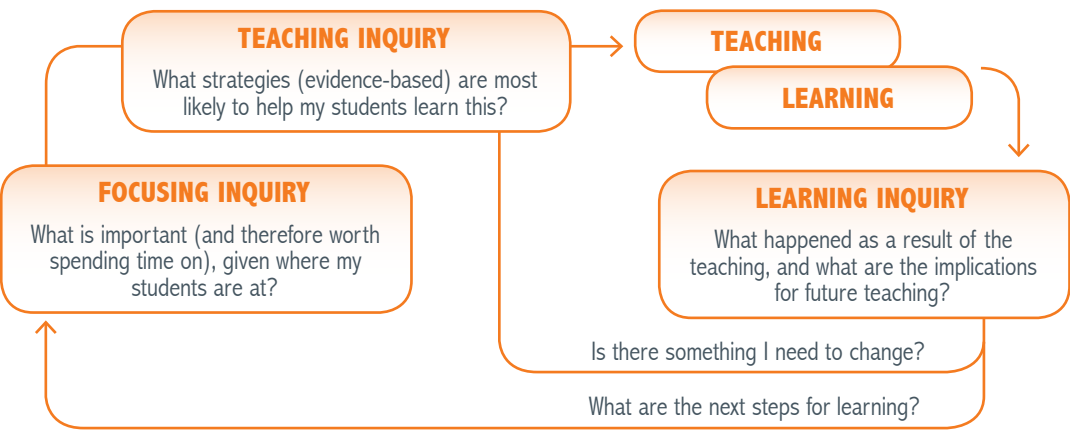 TEACHING INQUIRY
What strategies (evidence-based) are most
likely to help my students learn this?
TEACHING
LEARNING
FOCUSING INQUIRY
What is important (and therefore worth
spending time on), given where my
students are at?
LEARNING INQUIRY
What happened as a result of the
teaching, and what are the implications
for future teaching?
Is there something I need to change?
What are the next steps for learning?